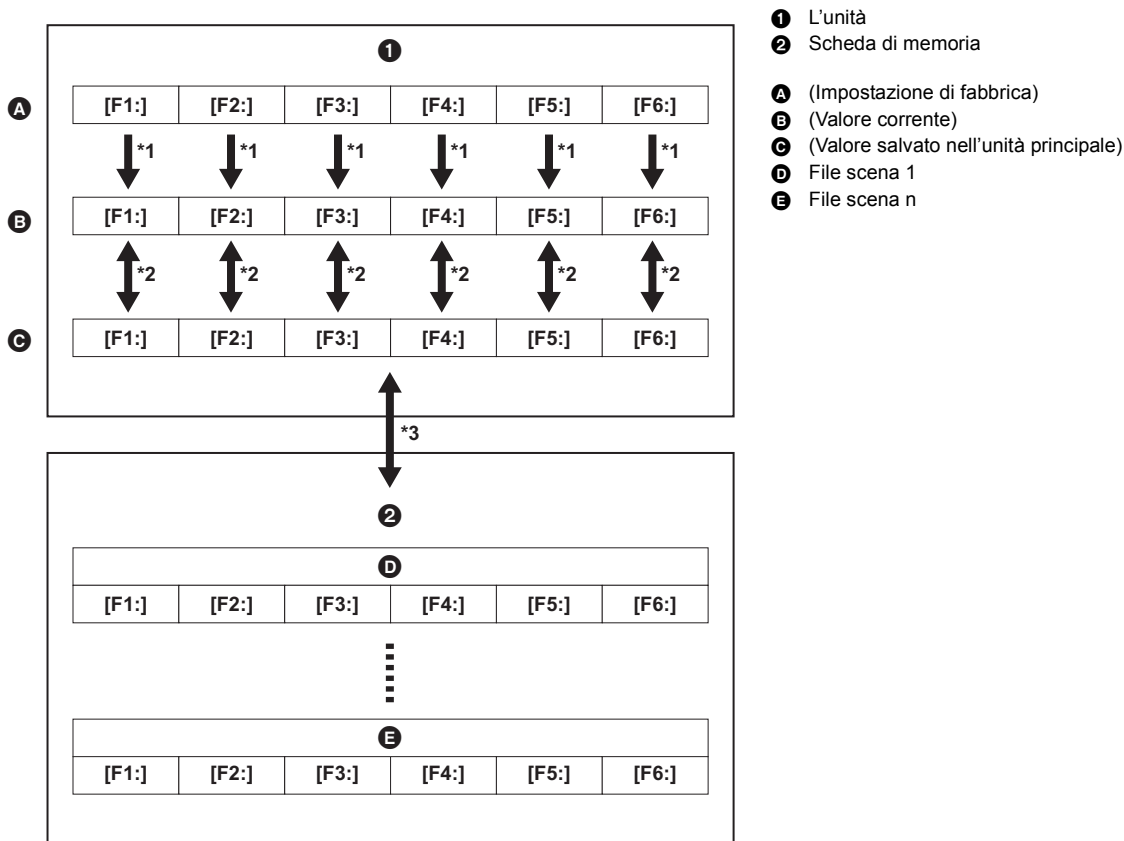 ❶ L'unità
❷ Scheda di memoria
Ⓐ (Impostazione di fabbrica)
Ⓑ (Valore corrente)
Ⓒ (Valore salvato nell'unità principale)
Ⓓ File scena 1
Ⓔ File scena n
❶
Ⓐ [F1:] [F2:] [F3:] [F4:] [F5:] [F6:]
*1 *1 *1 *1 *1 *1
Ⓑ [F1:] [F2:] [F3:] [F4:] [F5:] [F6:]
*2 *2 *2 *2 *2 *2
Ⓒ [F1:] [F2:] [F3:] [F4:] [F5:] [F6:]
*3
❷
Ⓓ
[F1:] [F2:] [F3:] [F4:] [F5:] [F6:]
Ⓔ
[F1:] [F2:] [F3:] [F4:] [F5:] [F6:]